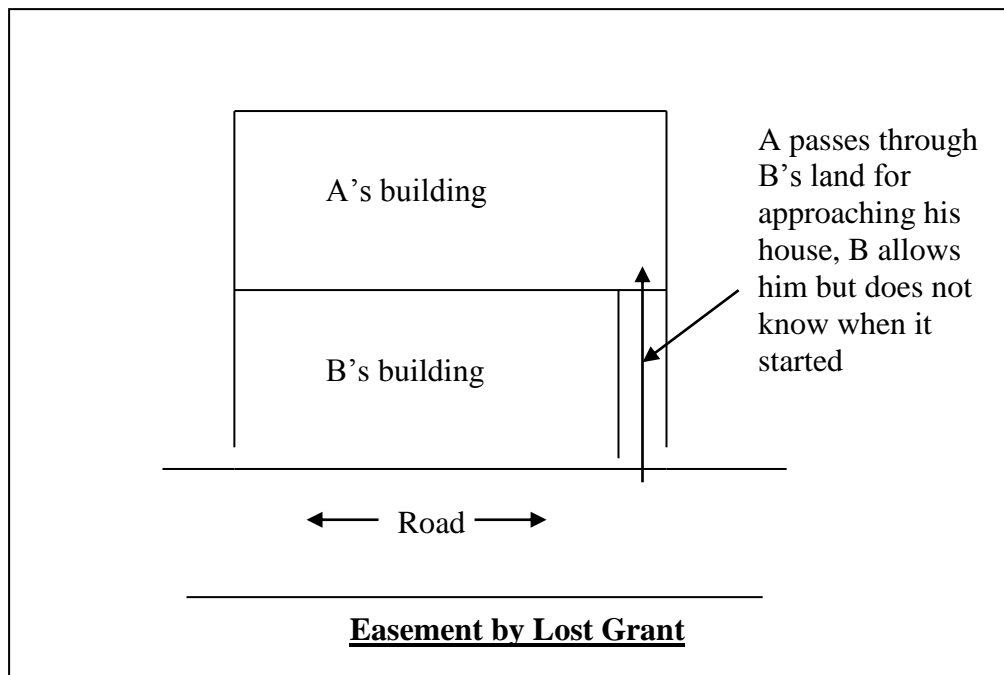 A’s building
A passes through
B’s land for
approaching his
house, B allows
him but does not
know when it
started
B’s building
Road
Easement by Lost Grant